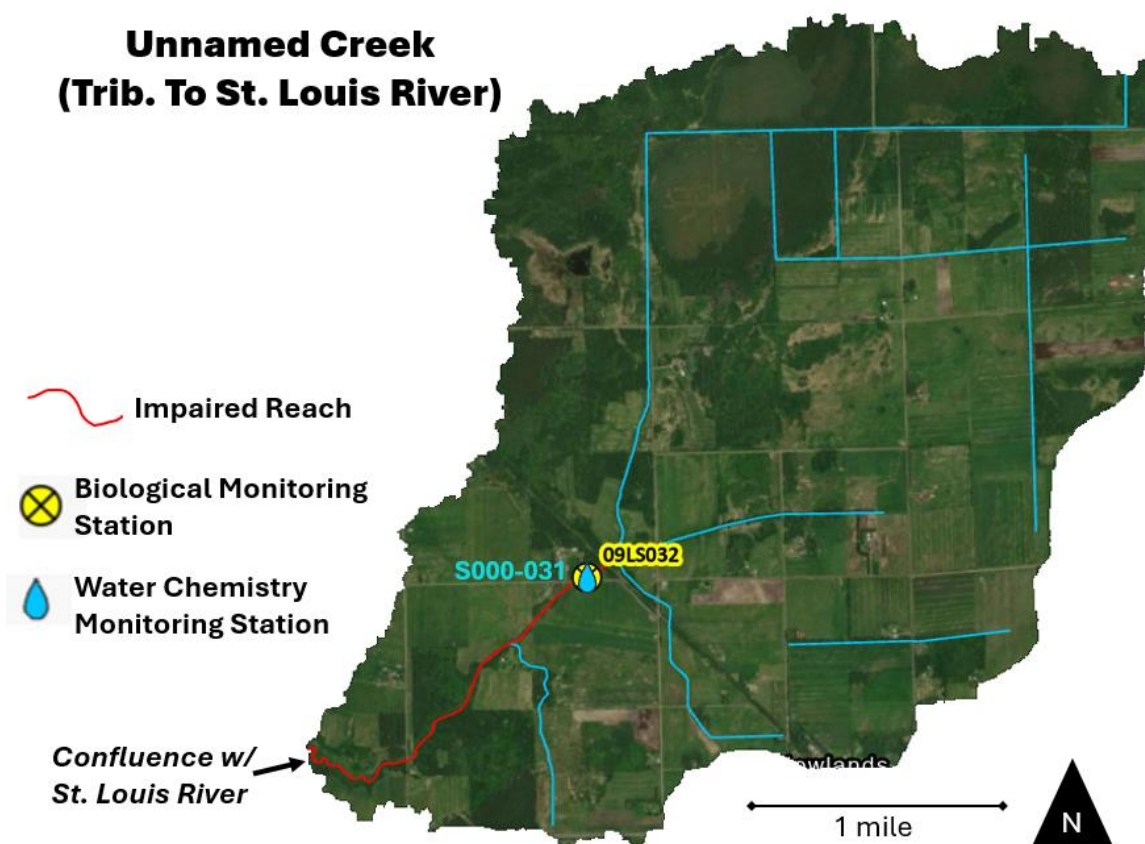 Unnamed Creek
(Trib. To St. Louis River)
Impaired Reach
Biological Monitoring
Station
Water Chemistry
Monitoring Station
09LS032
S000-031
Confluence w/
St. Louis River
1 mile
N